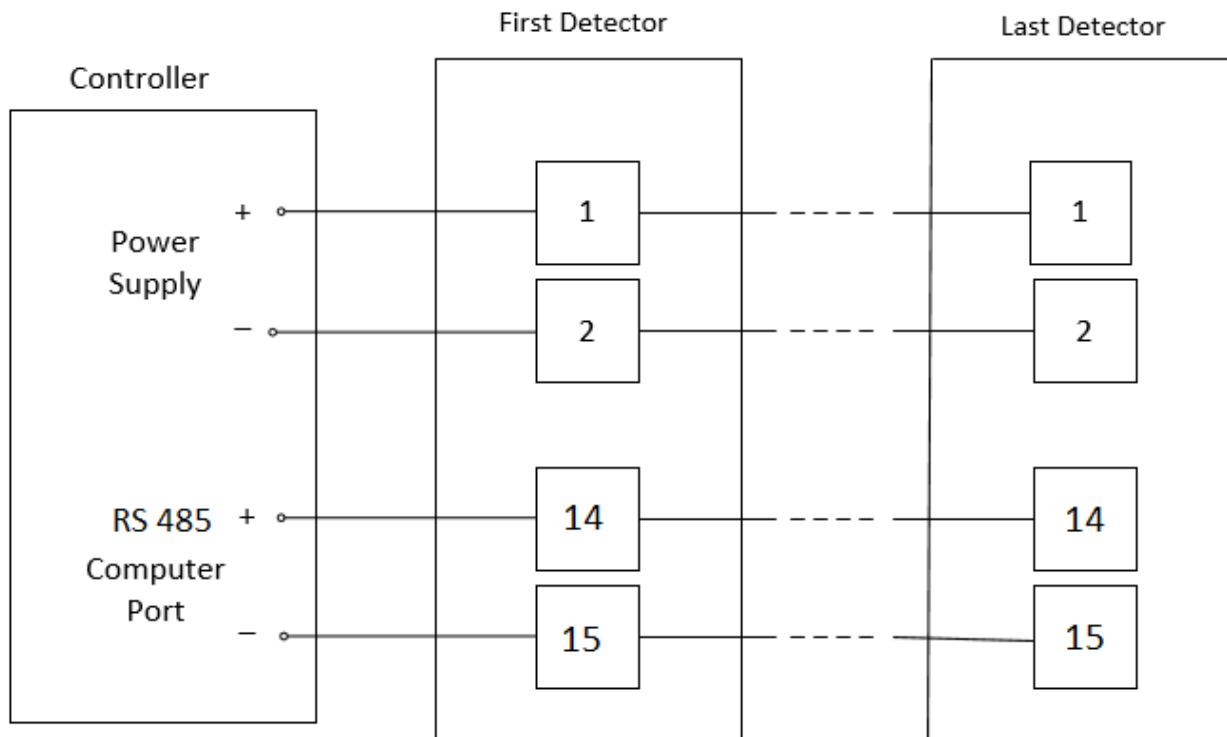 First Detector
Last Detector
Controller
+
1
1
Power
Supply
–
2
2
RS 485
+
14
14
Computer
Port
–
15
15